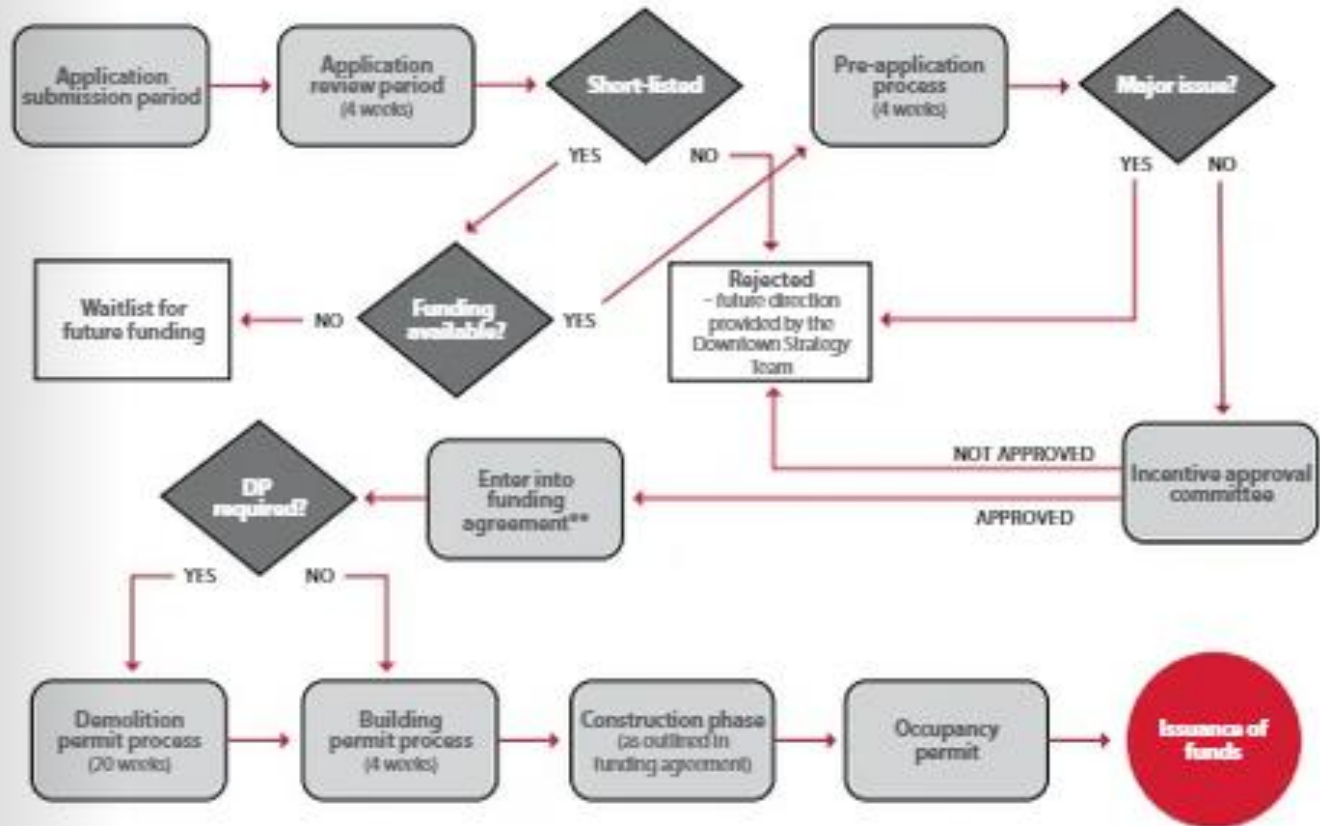 Application
submission period
Application
review period
(4 weeks)
Short-listed
Pre-application
process
(4 weeks)
Major issue?
YES
NO
YES
NO
Waitlist for
future funding
NO
Funding
available?
YES
Rejected
– future direction
provided by the
Downtown Strategy
Team
DP
required?
Enter into
funding
agreement**
NOT APPROVED
APPROVED
Incentive approval
committee
YES
NO
Demolition
permit process
(20 weeks)
Building
permit process
(4 weeks)
Construction phase
(as outlined in
funding agreement)
Occupancy
permit
Issuance of
funds